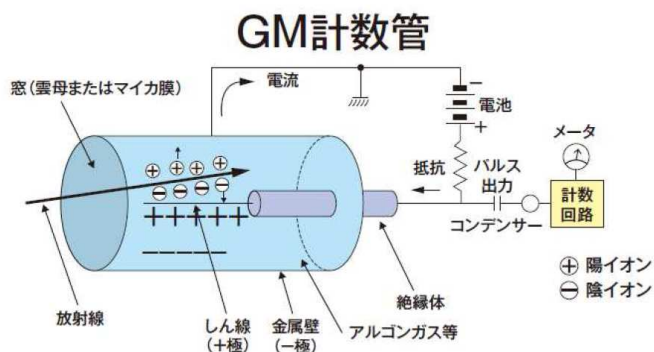 GM計数管
窓(雲母またはマイカ膜)
電流
−
電池
+
メータ
抵抗
パルス
出力
計数
回路
コンデンサー
放射線
しん線
(+極)
金属壁
(−極)
アルゴンガス等
絶縁体
⊕ 陽イオン
⊖ 陰イオン